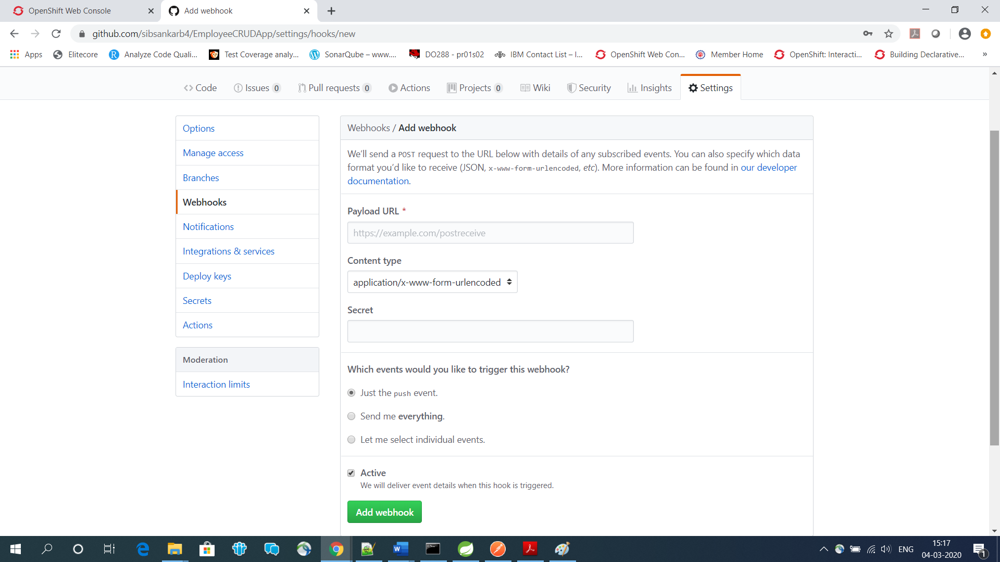 OpenShift Web Console
Add webhook
github.com/sibsankarb4/EmployeeCRUDApp/settings/hooks/new
Apps
Elitecore
Analyze Code Quali...
Test Coverage analy...
SonarQube – www....
DO288 - pr01s02
IBM Contact List – I...
OpenShift Web Con...
Member Home
OpenShift: Interacti...
Building Declarative...
»
Code
Issues 0
Pull requests 0
Actions
Projects 0
Wiki
Security
Insights
Settings
Options
Manage access
Branches
Webhooks
Notifications
Integrations & services
Deploy keys
Secrets
Actions
Moderation
Interaction limits
Webhooks / Add webhook
We’ll send a POST request to the URL below with details of any subscribed events. You can also specify which data
format you’d like to receive (JSON, x-www-form-urlencoded, etc). More information can be found in our developer
documentation.
Payload URL *
https://example.com/postreceive
Content type
application/x-www-form-urlencoded
Secret
Which events would you like to trigger this webhook?
Just the push event.
Send me everything.
Let me select individual events.
Active
We will deliver event details when this hook is triggered.
Add webhook
ENG
15:17
04-03-2020
1